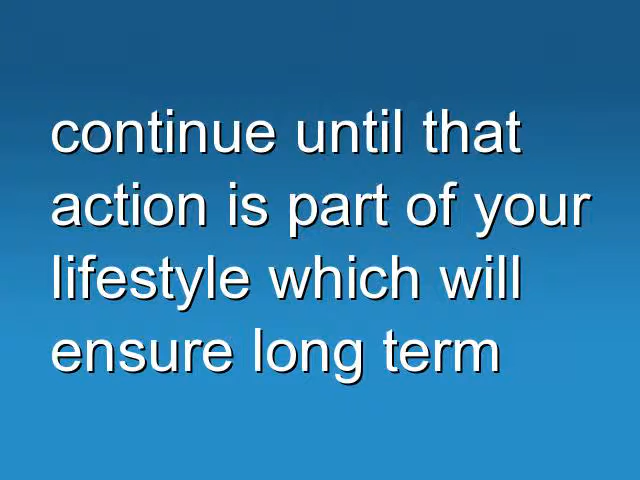 continue until that
action is part of your
lifestyle which will
ensure long term